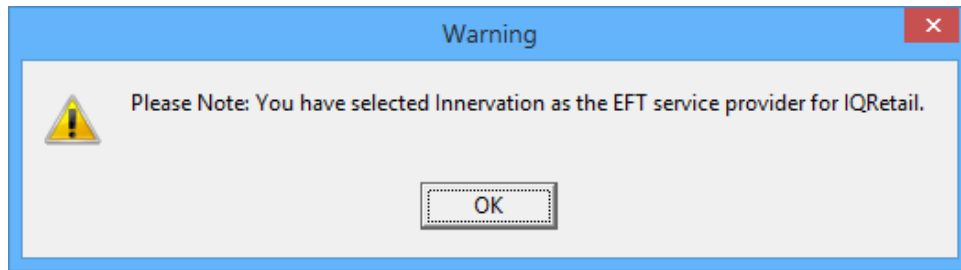 Warning
Please Note: You have selected Innervation as the EFT service provider for IQRetail.
OK